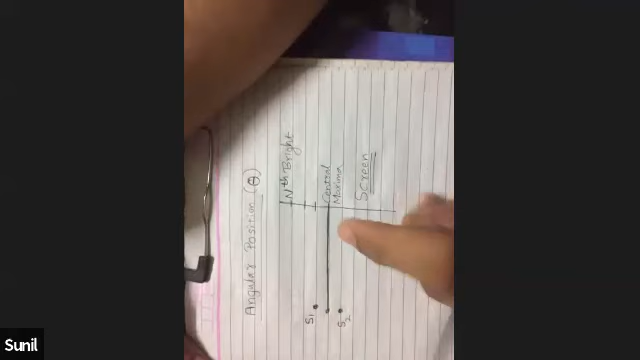 Angular Position (θ)
Nth Bright
Central
Maxima
Screen
S1
S2
Sunil